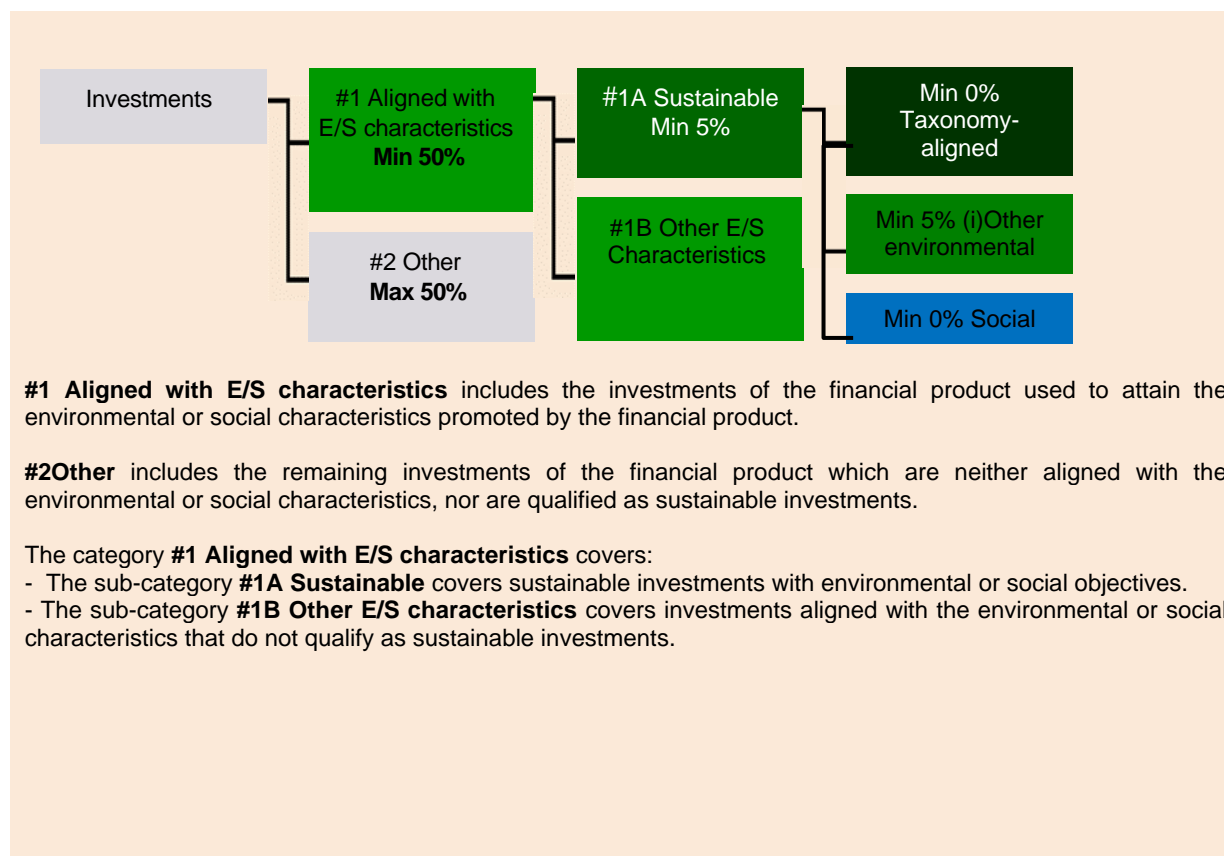 Investments
#1 Aligned with
E/S characteristics
Min 50%
#2 Other
Max 50%
#1A Sustainable
Min 5%
#1B Other E/S
Characteristics
Min 0%
Taxonomy-
aligned
Min 5% (i)Other
environmental
Min 0% Social
#1 Aligned with E/S characteristics includes the investments of the financial product used to attain the
environmental or social characteristics promoted by the financial product.
#2Other includes the remaining investments of the financial product which are neither aligned with the
environmental or social characteristics, nor are qualified as sustainable investments.
The category #1 Aligned with E/S characteristics covers:
- The sub-category #1A Sustainable covers sustainable investments with environmental or social objectives.
- The sub-category #1B Other E/S characteristics covers investments aligned with the environmental or social
characteristics that do not qualify as sustainable investments.